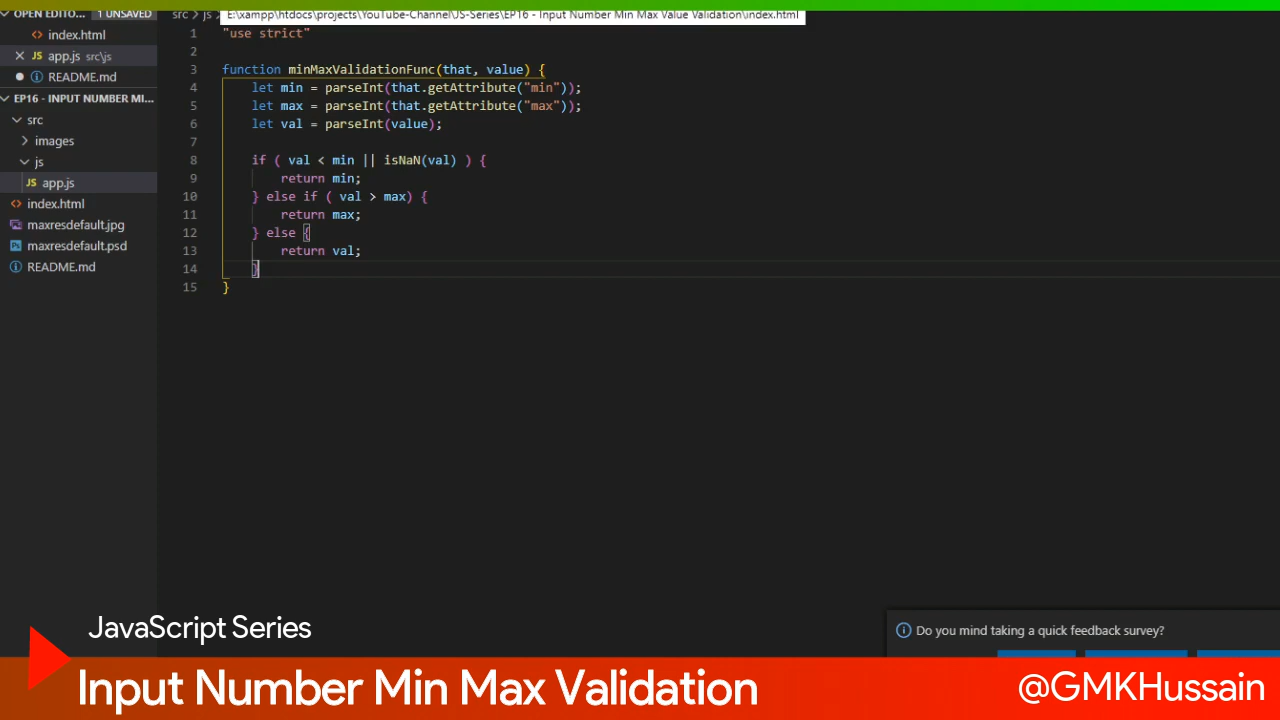 OPEN EDITO... 1 UNSAVED
src > js
E:\xampp\htdocs\projects\YouTube-Channel\JS-Series\EP16 - Input Number Min Max Value Validation\index.html
index.html
JS app.js src\js
README.md
EP16 - INPUT NUMBER MI...
src
images
js
JS app.js
index.html
maxresdefault.jpg
Ps maxresdefault.psd
README.md
1 "use strict"
2
3 function minMaxValidationFunc(that, value) {
4 let min = parseInt(that.getAttribute("min"));
5 let max = parseInt(that.getAttribute("max"));
6 let val = parseInt(value);
7
8 if ( val < min || isNaN(val) ) {
9 return min;
10 } else if ( val > max) {
11 return max;
12 } else {
13 return val;
14 }
15 }
Do you mind taking a quick feedback survey?
JavaScript Series
Input Number Min Max Validation
@GMKHussain